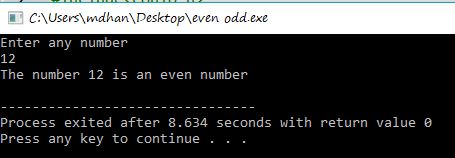 C:\Users\mdhan\Desktop\even odd.exe
Enter any number
12
The number 12 is an even number
--------------------------------
Process exited after 8.634 seconds with return value 0
Press any key to continue . . .